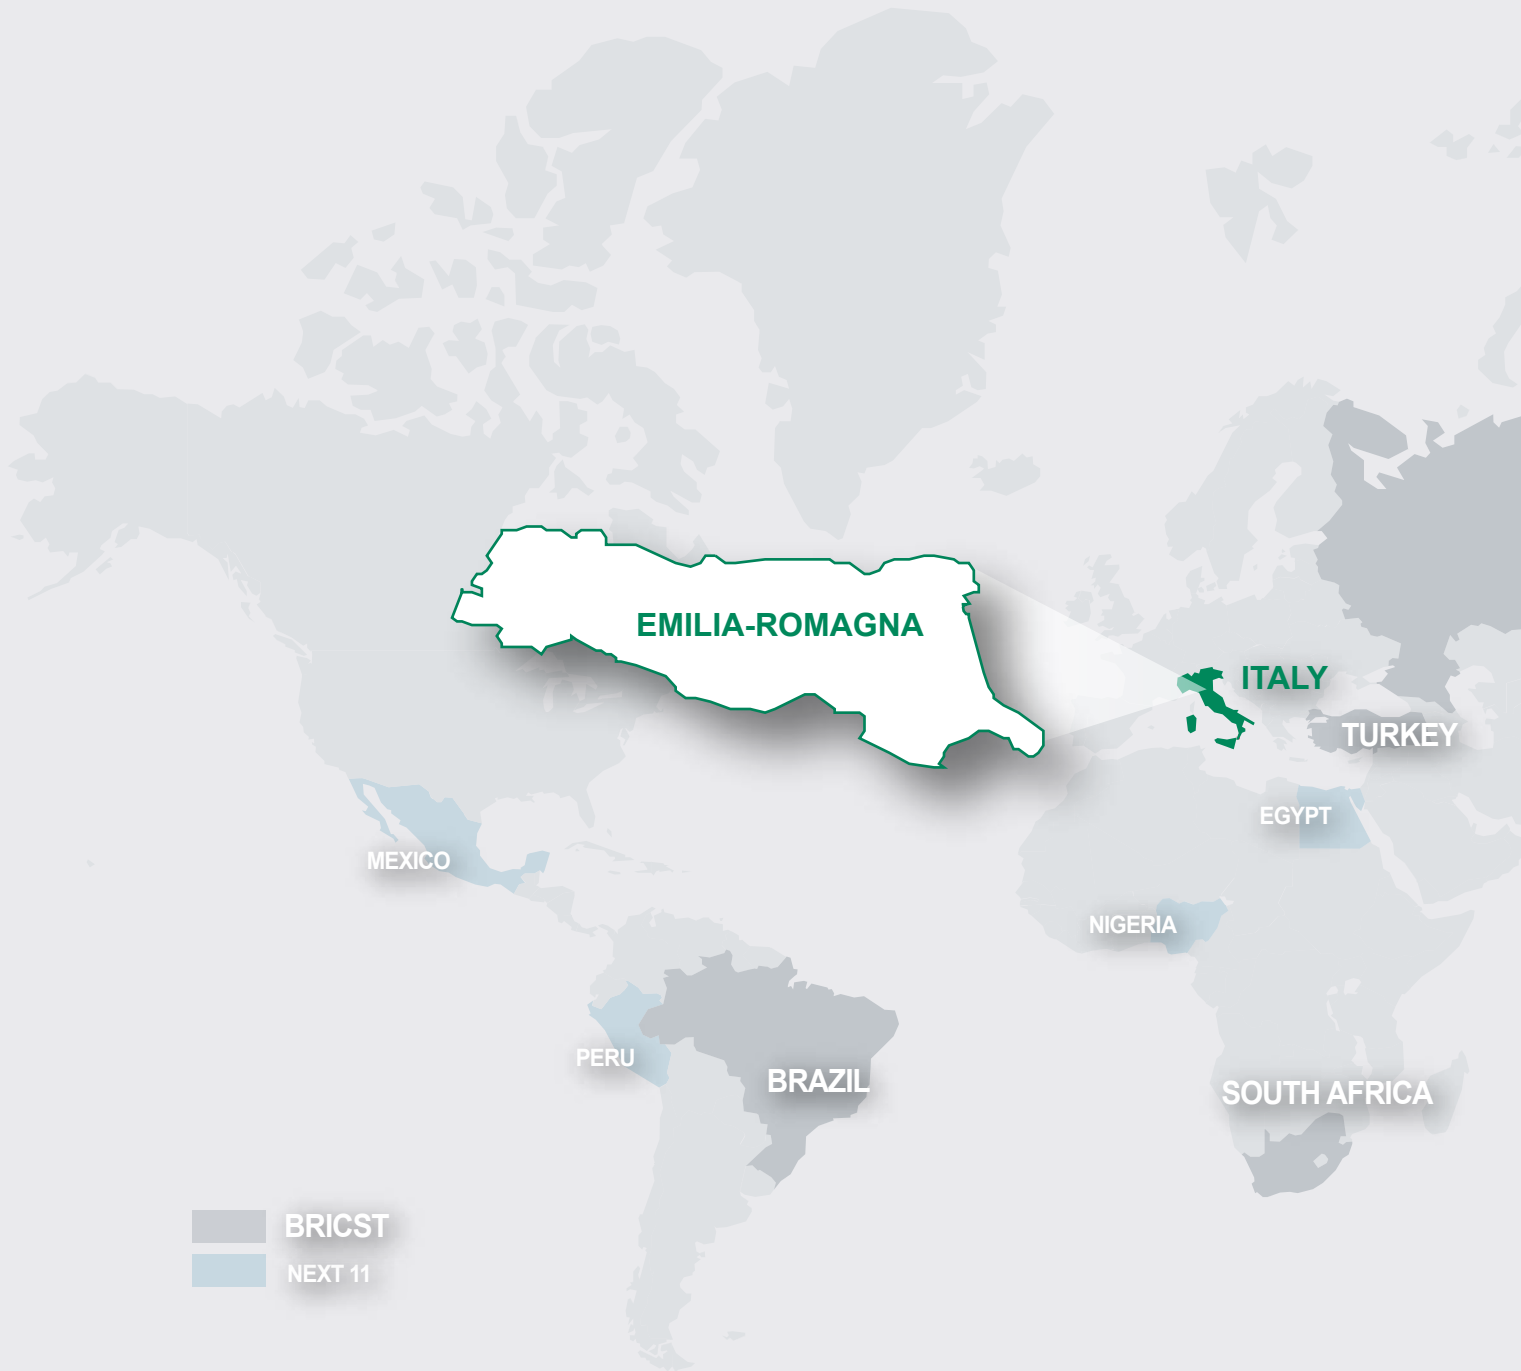 EMILIA-ROMAGNA
ITALY
TURKEY
EGYPT
MEXICO
NIGERIA
PERU
BRAZIL
SOUTH AFRICA
BRICST
NEXT 11